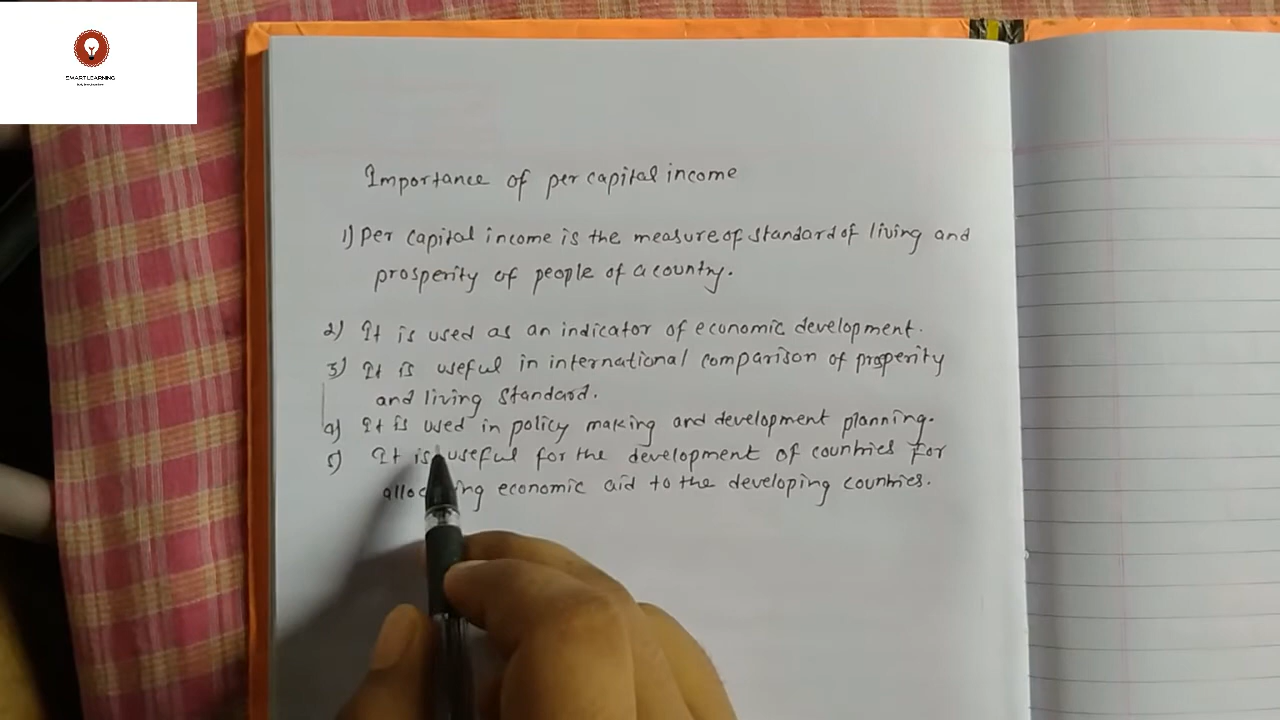 SMART LEARNING
Importance of per capital income
1) Per capital income is the measure of standard of living and
prosperity of people of a country.
2) It is used as an indicator of economic development.
3) It is useful in international comparison of prosperity
and living standard.
4) It is used in policy making and development planning.
5) It is useful for the development of countries for
economic aid to the developing countries.